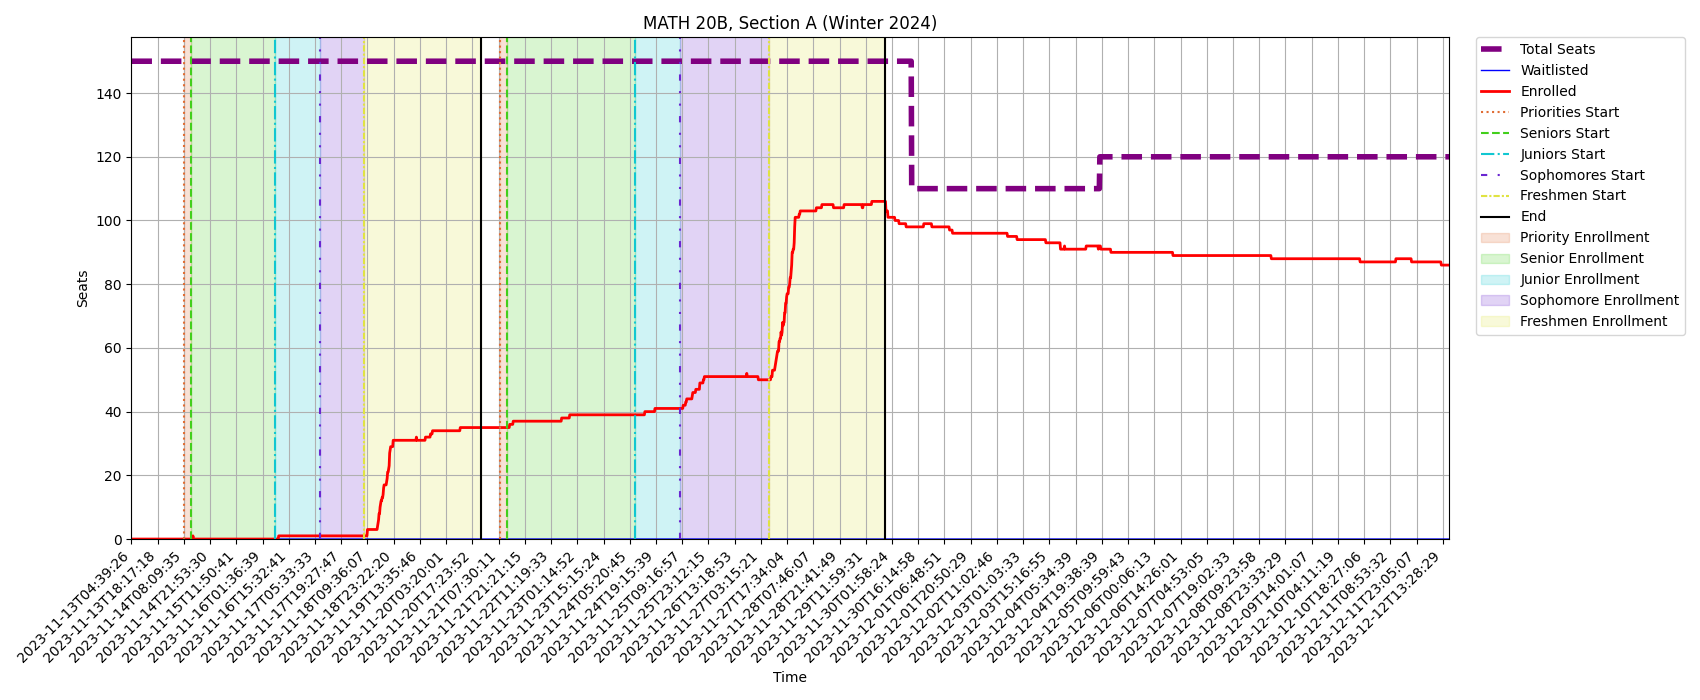 MATH 20B, Section A (Winter 2024)
Total Seats
Waitlisted
Enrolled
Priorities Start
Seniors Start
Juniors Start
Sophomores Start
Freshmen Start
End
Priority Enrollment
Senior Enrollment
Junior Enrollment
Sophomore Enrollment
Freshmen Enrollment
Seats
140
120
100
80
60
40
20
0
2023-11-13T04:39:26
2023-11-13T18:17:18
2023-11-14T08:09:35
2023-11-14T21:53:30
2023-11-15T11:50:41
2023-11-16T01:36:39
2023-11-16T15:32:41
2023-11-17T05:33:33
2023-11-17T19:27:47
2023-11-18T09:36:07
2023-11-18T23:22:20
2023-11-19T13:35:46
2023-11-20T03:20:01
2023-11-20T17:23:52
2023-11-21T07:30:11
2023-11-21T21:21:15
2023-11-22T11:19:33
2023-11-23T01:14:52
2023-11-23T15:15:24
2023-11-24T05:20:45
2023-11-24T19:15:39
2023-11-25T09:16:57
2023-11-25T23:12:15
2023-11-26T13:18:53
2023-11-27T03:15:21
2023-11-27T17:34:04
2023-11-28T07:46:07
2023-11-28T21:41:49
2023-11-29T11:59:31
2023-11-30T01:58:24
2023-11-30T16:14:58
2023-12-01T06:48:51
2023-12-01T20:50:29
2023-12-02T11:02:46
2023-12-03T01:03:33
2023-12-03T15:16:55
2023-12-04T05:34:39
2023-12-04T19:38:39
2023-12-05T09:59:43
2023-12-06T00:06:13
2023-12-06T14:26:01
2023-12-07T04:53:05
2023-12-07T19:02:33
2023-12-08T09:23:58
2023-12-08T23:33:29
2023-12-09T14:01:07
2023-12-10T04:11:19
2023-12-10T18:27:06
2023-12-11T08:53:32
2023-12-11T23:05:07
2023-12-12T13:28:29
Time